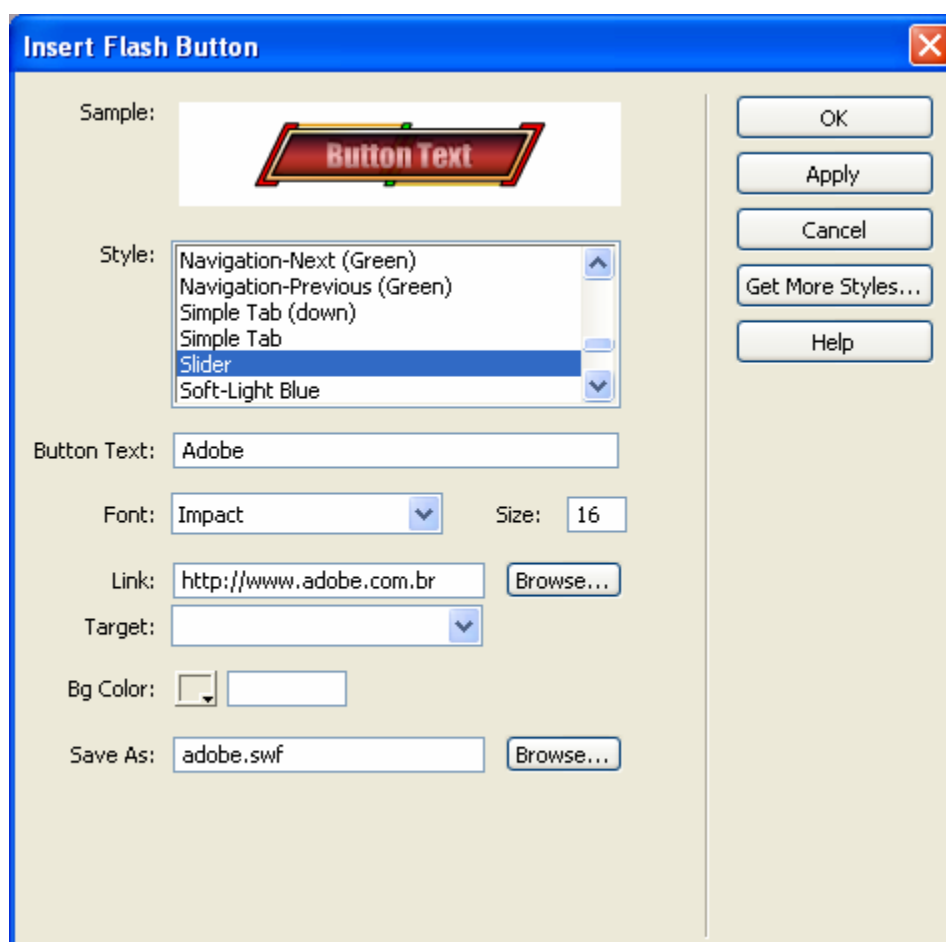 Insert Flash Button
Sample:
Button Text
Style:
Navigation-Next (Green)
Navigation-Previous (Green)
Simple Tab (down)
Simple Tab
Slider
Soft-Light Blue
Button Text: Adobe
Font: Impact Size: 16
Link: http://www.adobe.com.br Browse...
Target:
Bg Color:
Save As: adobe.swf Browse...
OK
Apply
Cancel
Get More Styles...
Help